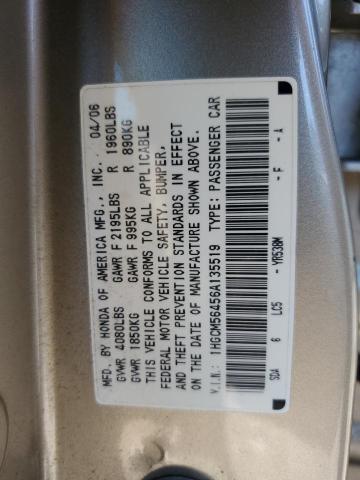 MFD. BY HONDA OF AMERICA MFG., INC. 04/06
GVWR 4080LBS GAWR F 2195LBS R 1960LBS
GVWR 1850KG GAWR F 995KG R 890KG
THIS VEHICLE CONFORMS TO ALL APPLICABLE
FEDERAL MOTOR VEHICLE SAFETY, BUMPER,
AND THEFT PREVENTION STANDARDS IN EFFECT
ON THE DATE OF MANUFACTURE SHOWN ABOVE.
V.I.N.: 1HGCM56456A135519 TYPE: PASSENGER CAR
SDA 6 LC5 - YR538M - F - A